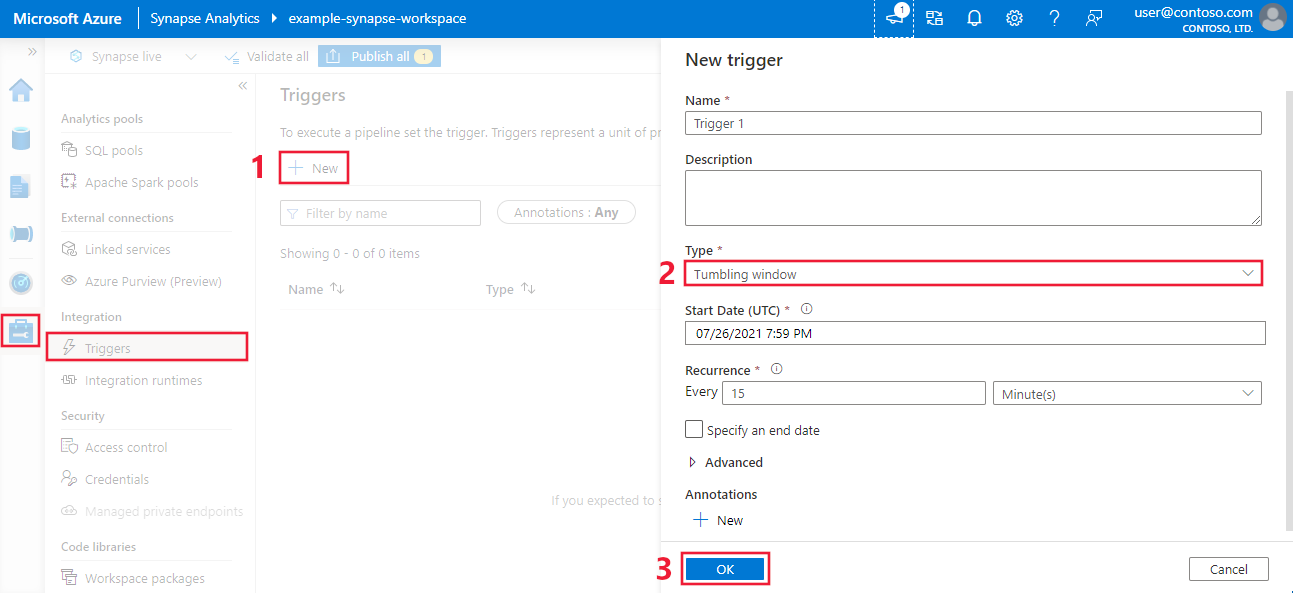 Microsoft Azure
Synapse Analytics
example-synapse-workspace
1
?
user@contoso.com
CONTOSO, LTD.
»
Synapse live
Validate all
Publish all 1
«
Analytics pools
SQL pools
Apache Spark pools
External connections
Linked services
Azure Purview (Preview)
Integration
Triggers
Integration runtimes
Security
Access control
Credentials
Managed private endpoints
Code libraries
Workspace packages
Triggers
To execute a pipeline set the trigger. Triggers represent a unit of
1
New
Filter by name
Annotations : Any
Showing 0 - 0 of 0 items
Name
Type
If you expected to
New trigger
Name *
Trigger 1
Description
Type *
2
Tumbling window
Start Date (UTC) *
07/26/2021 7:59 PM
Recurrence *
Every 15 Minute(s)
Specify an end date
Advanced
Annotations
New
3
OK
Cancel